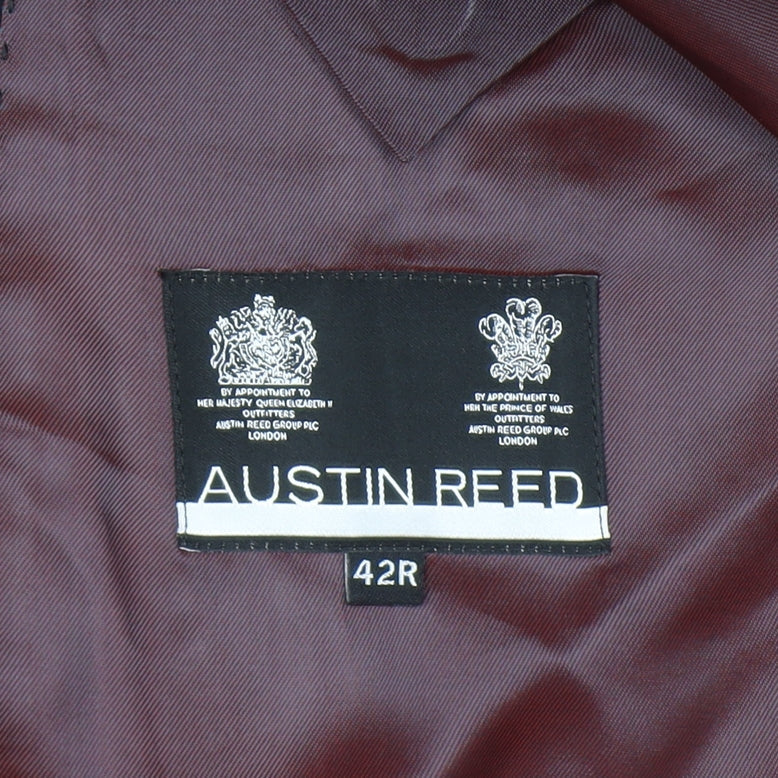 BY APPOINTMENT TO
HER MAJESTY QUEEN ELIZABETH II
OUTFITTERS
AUSTIN REED GROUP PLC
LONDON
BY APPOINTMENT TO
HRH THE PRINCE OF WALES
OUTFITTERS
AUSTIN REED GROUP PLC
LONDON
AUSTIN REED
42R